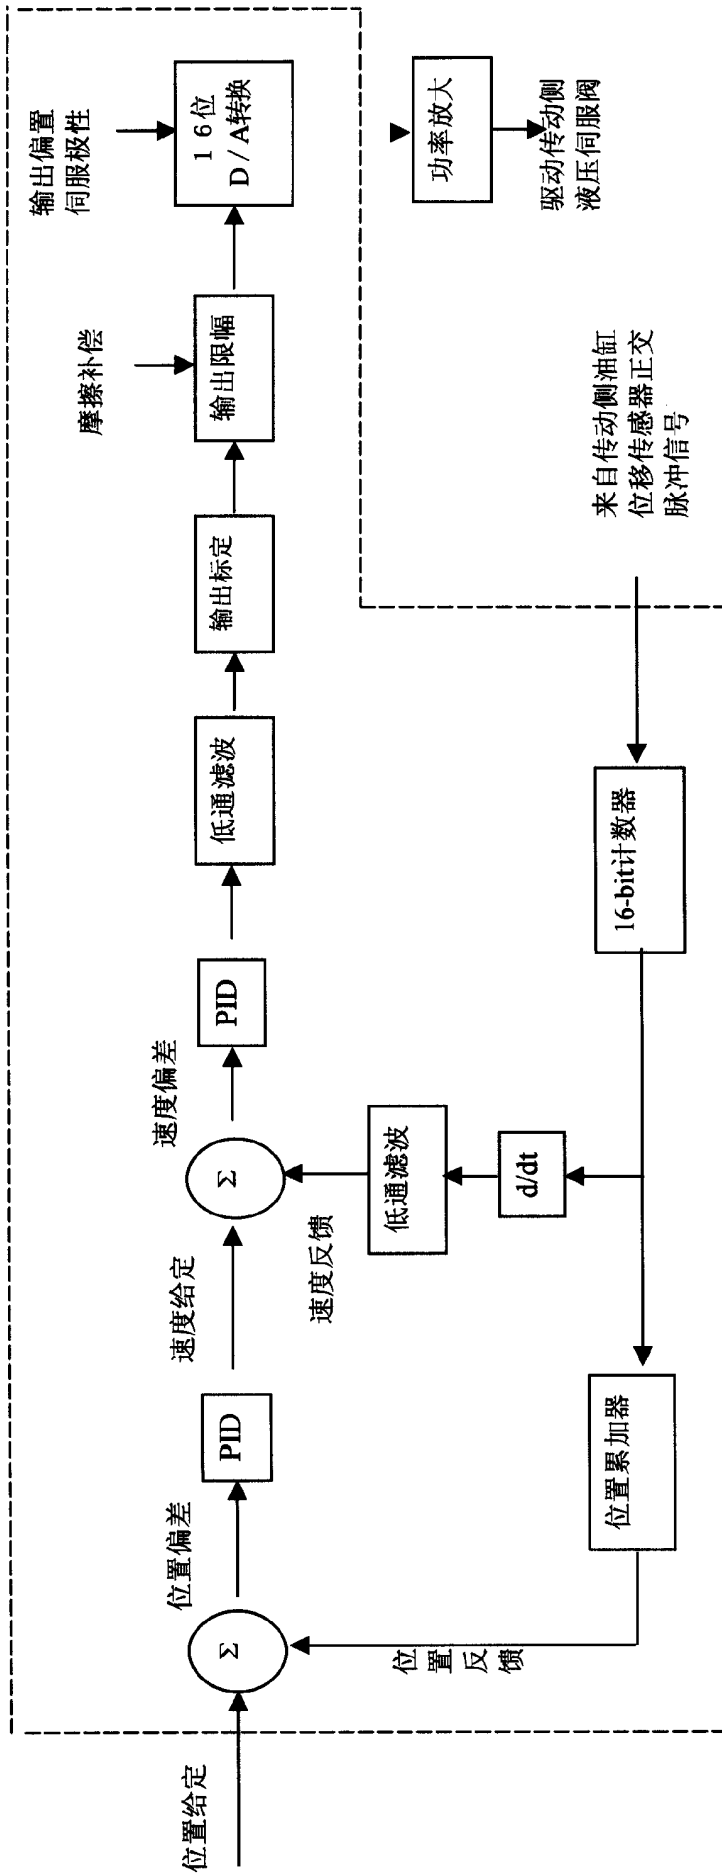 位置给定
Σ
位置偏差
PID
速度给定
Σ
速度偏差
PID
低通滤波
输出标定
输出限幅
摩擦补偿
16位
D/A转换
输出偏置
伺服极性
功率放大
驱动传动侧
液压伺服阀
来自传动侧油缸
位移传感器正交
脉冲信号
16-bit计数器
d/dt
低通滤波
速度反馈
位置累加器
位置反馈